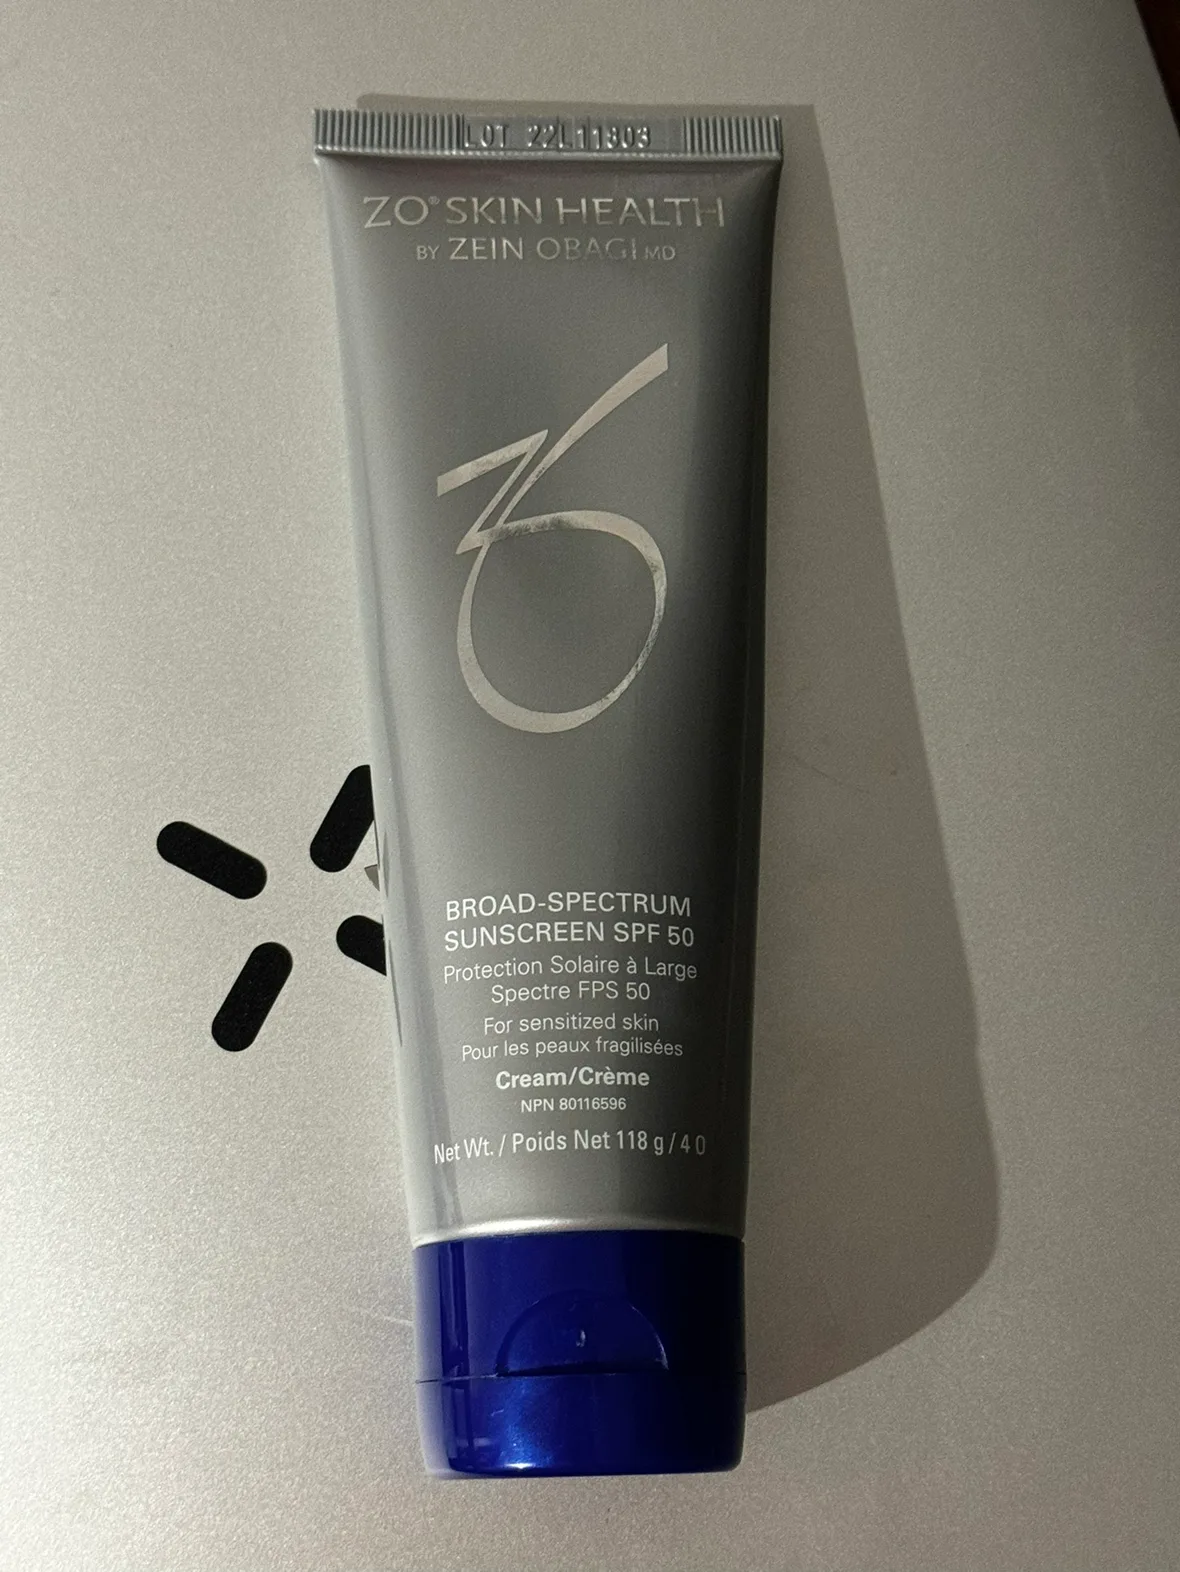 LOT 22L11803
ZO® SKIN HEALTH
BY ZEIN OBAGI MD
BROAD-SPECTRUM
SUNSCREEN SPF 50
Protection Solaire à Large
Spectre FPS 50
For sensitized skin
Pour les peaux fragilisées
Cream/Crème
NPN 80116596
Net Wt. / Poids Net 118 g / 4 O